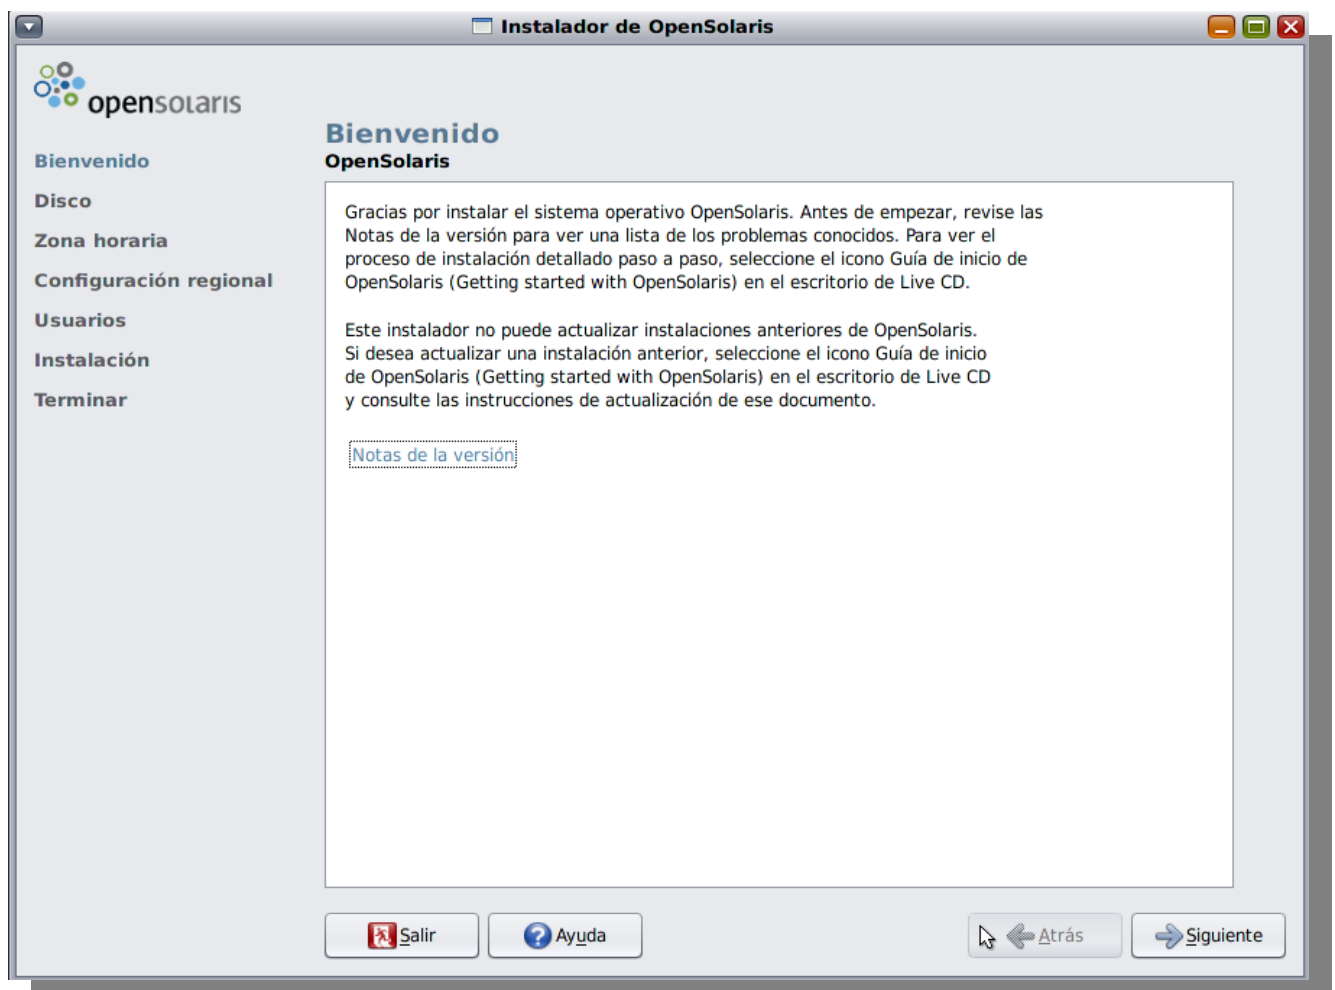 Instalador de OpenSolaris
opensolaris
Bienvenido
Disco
Zona horaria
Configuración regional
Usuarios
Instalación
Terminar
Bienvenido
OpenSolaris
Gracias por instalar el sistema operativo OpenSolaris. Antes de empezar, revise las
Notas de la versión para ver una lista de los problemas conocidos. Para ver el
proceso de instalación detallado paso a paso, seleccione el icono Guía de inicio de
OpenSolaris (Getting started with OpenSolaris) en el escritorio de Live CD.
Este instalador no puede actualizar instalaciones anteriores de OpenSolaris.
Si desea actualizar una instalación anterior, seleccione el icono Guía de inicio
de OpenSolaris (Getting started with OpenSolaris) en el escritorio de Live CD
y consulte las instrucciones de actualización de ese documento.
Notas de la versión
Salir
Ayuda
Atrás
Siguiente